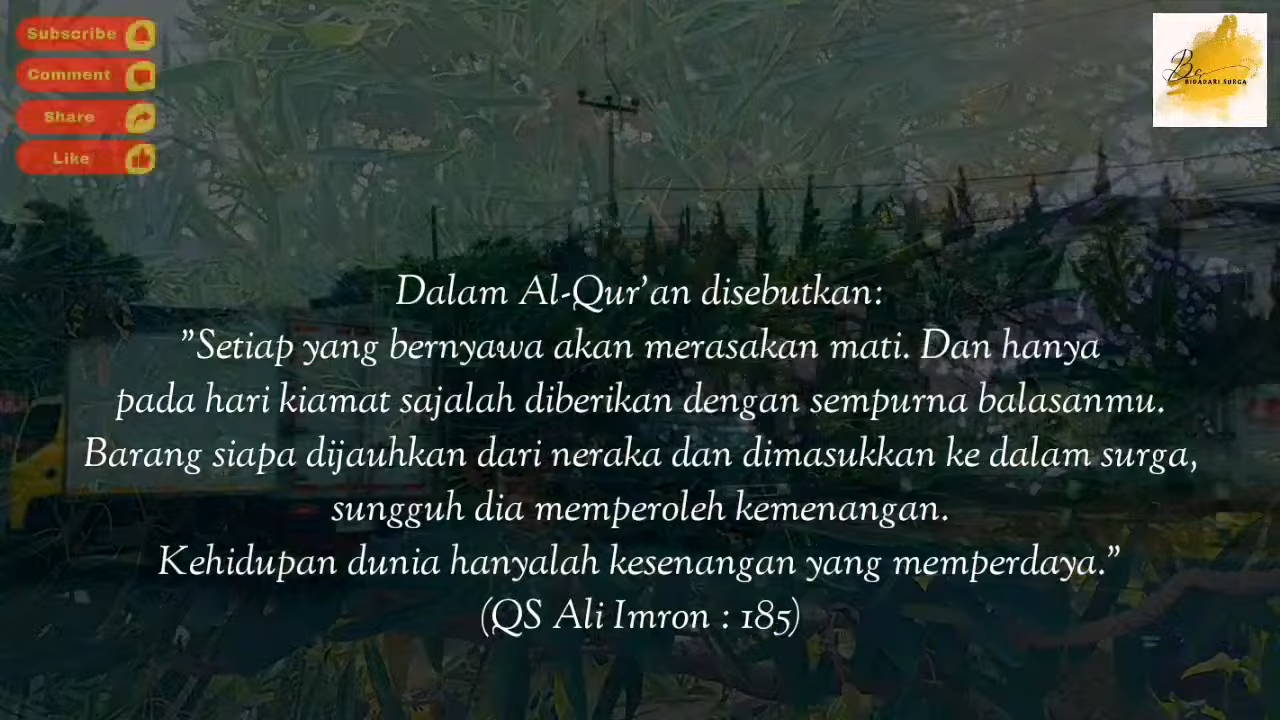 Subscribe
Comment
Share
Like
BIDADARI SURGA
Dalam Al-Qur'an disebutkan:
"Setiap yang bernyawa akan merasakan mati. Dan hanya
pada hari kiamat sajalah diberikan dengan sempurna balasanmu.
Barang siapa dijauhkan dari neraka dan dimasukkan ke dalam surga,
sungguh dia memperoleh kemenangan.
Kehidupan dunia hanyalah kesenangan yang memperdaya."
(QS Ali Imron : 185)